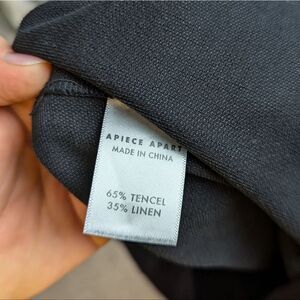 APIECE APART
MADE IN CHINA
65% TENCEL
35% LINEN